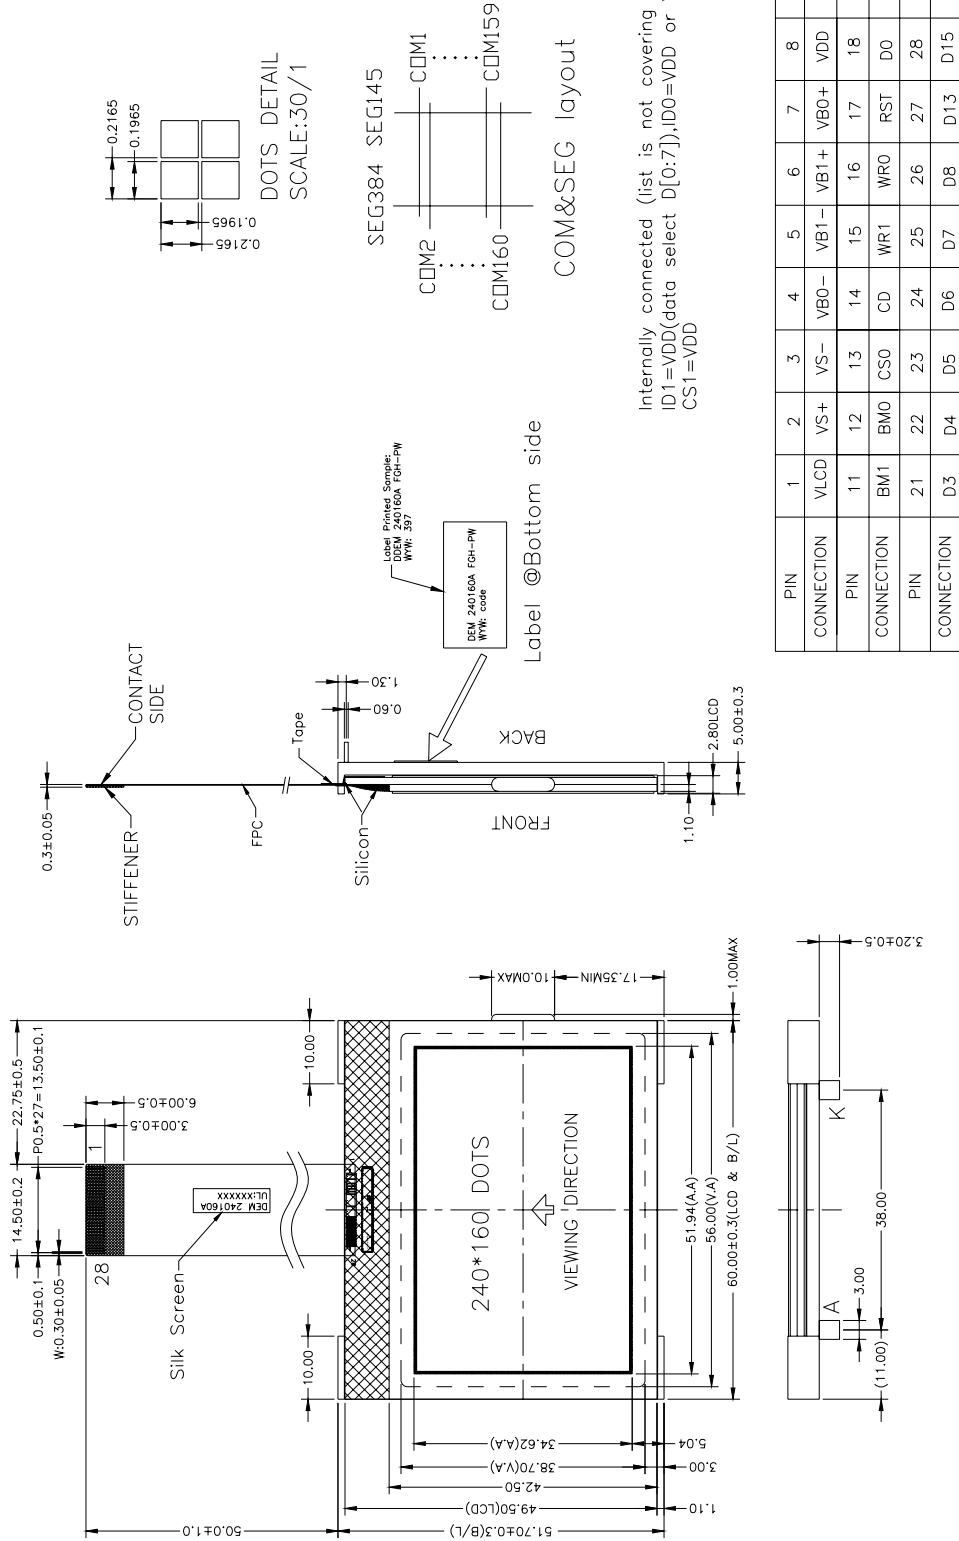 50.0±1.0
51.70±0.3(B/L)
49.50(LCD)
42.50
38.70(V.A)
34.62(A.A)
1.10
3.00
5.04
0.50±0.1
W:0.30±0.05
14.50±0.2
22.75±0.5
P0.5*27=13.50±0.1
28
1
3.00±0.5
6.00±0.5
Silk Screen
DEM 240160A
UL:XXXXXX
10.00
10.00
240*160 DOTS
VIEWING DIRECTION
10.0MAX
17.35MIN
51.94(A.A)
56.00(V.A)
60.00±0.3(LCD & B/L)
1.00MAX
A
K
3.00
38.00
(11.00)
3.20±0.5
0.3±0.05
STIFFENER
CONTACT
SIDE
FPC
Tape
Silicon
0.60
1.30
FRONT
BACK
1.10
2.80LCD
5.00±0.3
Label Printed Sample:
DDEM 240160A FGH-PW
WYW: 397
DEM 240160A FGH-PW
WYW: code
Label @Bottom side
0.2165
0.1965
0.1965
0.2165
DOTS DETAIL
SCALE:30/1
SEG384 SEG145
COM2
COM160
COM1
COM159
COM&SEG layout
Internally connected (list is not covering
ID1=VDD(data select D[0:7]),ID0=VDD or
CS1=VDD
PIN 1 2 3 4 5 6 7 8
CONNECTION VLCD VS+ VS- VB0- VB1- VB1+ VB0+ VDD
PIN 11 12 13 14 15 16 17 18
CONNECTION BM1 BM0 CS0 CD WR1 WR0 RST D0
PIN 21 22 23 24 25 26 27 28
CONNECTION D3 D4 D5 D6 D7 D8 D13 D15